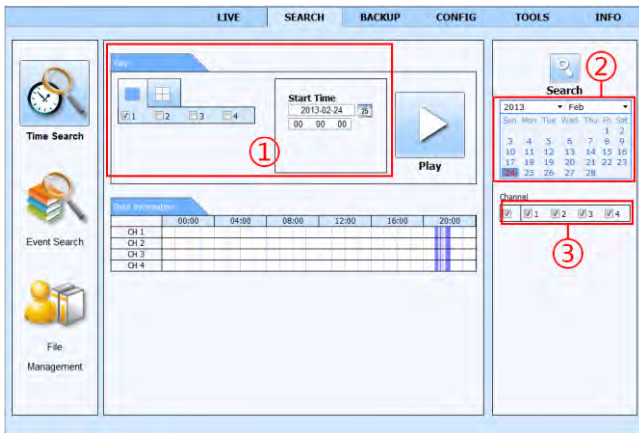 LIVE SEARCH BACKUP CONFIG TOOLS INFO
Time Search
Event Search
File
Management
Play
1 2 3 4
Start Time
2013-02-24 25
00 00 00
Play
①
Data Information
00:00 04:00 08:00 12:00 16:00 20:00
CH 1
CH 2
CH 3
CH 4
Search
②
2013 Feb
Sun Mon Tue Wed Thu Fri Sat
1 2
3 4 5 6 7 8 9
10 11 12 13 14 15 16
17 18 19 20 21 22 23
24 25 26 27 28
Channel
1 2 3 4
③